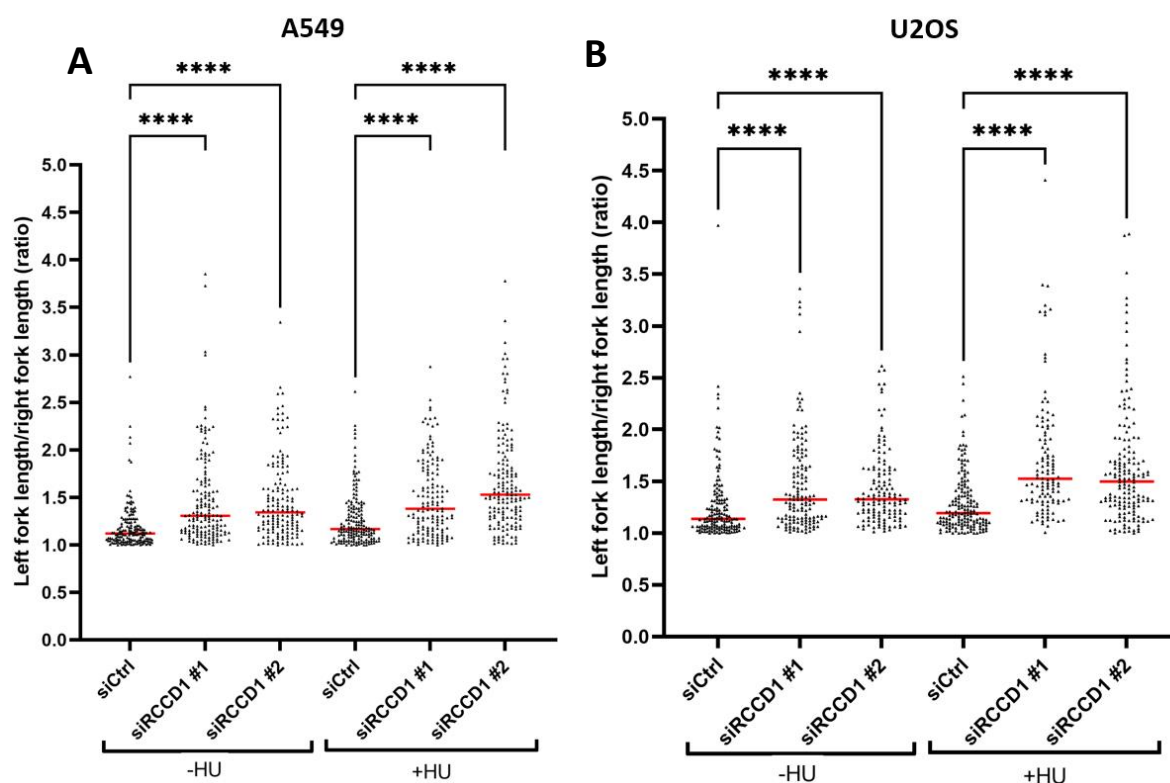 A549
A
****
****
****
****
Left fork length/right fork length (ratio)
5.0
4.5
4.0
3.5
3.0
2.5
2.0
1.5
1.0
0.5
0.0
siCtrl
siRCCD1 #1
siRCCD1 #2
siCtrl
siRCCD1 #1
siRCCD1 #2
-HU
+HU
U2OS
B
****
****
****
****
Left fork length/right fork length (ratio)
5.0
4.5
4.0
3.5
3.0
2.5
2.0
1.5
1.0
0.5
0.0
siCtrl
siRCCD1 #1
siRCCD1 #2
siCtrl
siRCCD1 #1
siRCCD1 #2
-HU
+HU